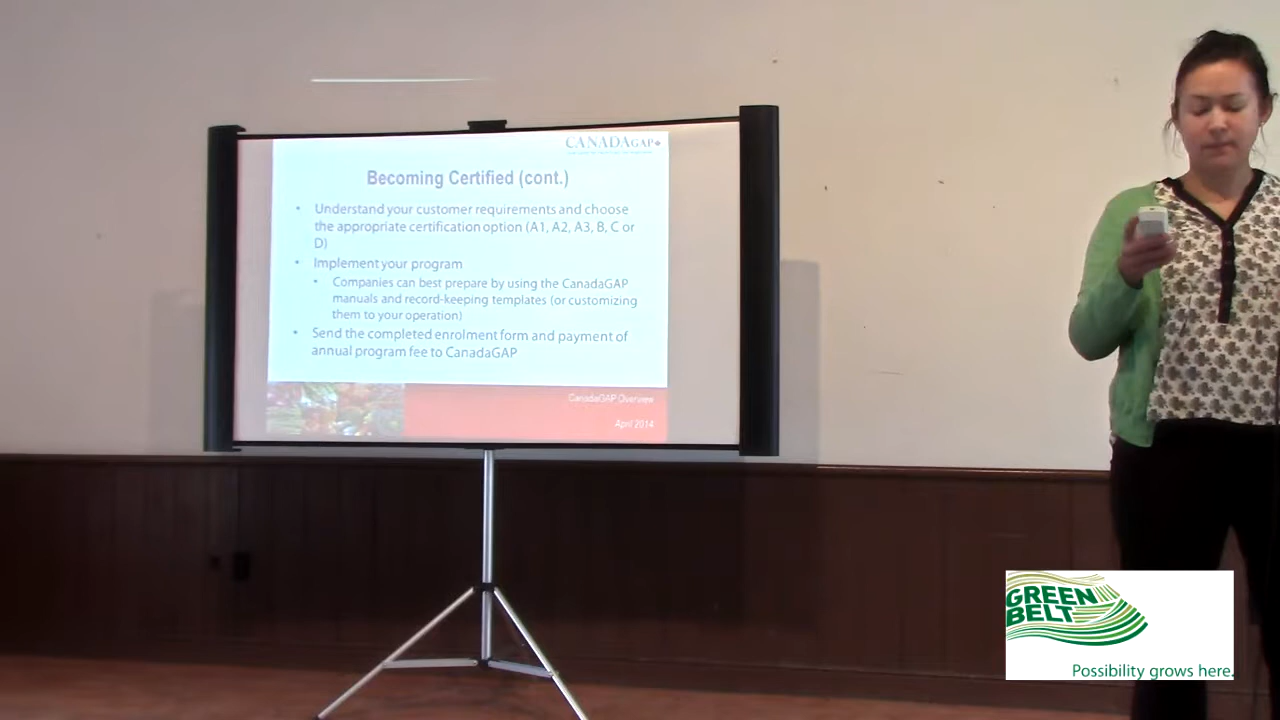 CANADAGAP
Becoming Certified (cont.)
• Understand your customer requirements and choose
the appropriate certification option (A1, A2, A3, B, C or
D)
• Implement your program
• Companies can best prepare by using the CanadaGAP
manuals and record-keeping templates (or customizing
them to your operation)
• Send the completed enrolment form and payment of
annual program fee to CanadaGAP
CanadaGAP Overview
April 2014
GREEN
BELT
Possibility grows here.